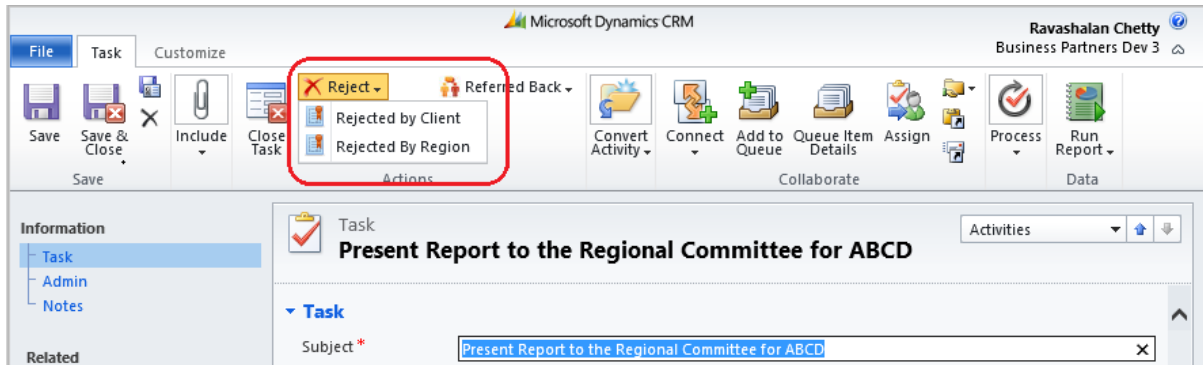 Microsoft Dynamics CRM
Ravashalan Chetty
Business Partners Dev 3
File Task Customize
Save
Save & Close
Include
Close Task
Reject
Referred Back
Rejected by Client
Rejected By Region
Convert Activity
Connect
Add to Queue
Queue Item Details
Assign
Process
Run Report
Save
Actions
Collaborate
Data
Information
Task
Admin
Notes
Related
Task
Present Report to the Regional Committee for ABCD
Activities
Task
Subject *
Present Report to the Regional Committee for ABCD